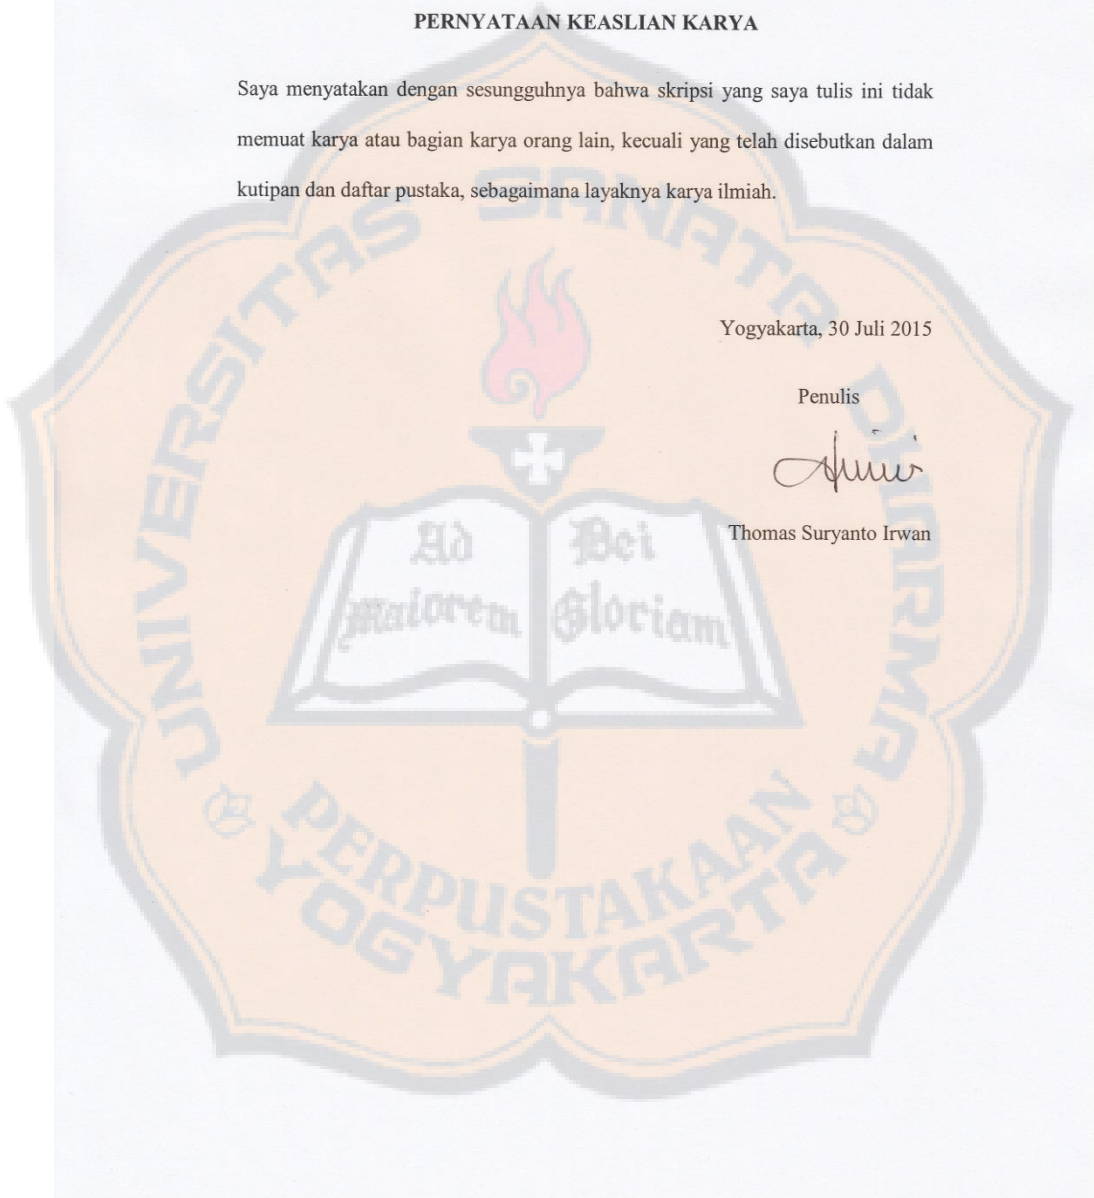 PERNYATAAN KEASLIAN KARYA
Saya menyatakan dengan sesungguhnya bahwa skripsi yang saya tulis ini tidak
memuat karya atau bagian karya orang lain, kecuali yang telah disebutkan dalam
kutipan dan daftar pustaka, sebagaimana layaknya karya ilmiah.
Yogyakarta, 30 Juli 2015
Penulis
Thomas Suryanto Irwan
UNIVERSITAS SANATA DHARMA
Ad Dei
Maiorem Gloriam
PERPUSTAKAAN
YOGYAKARTA